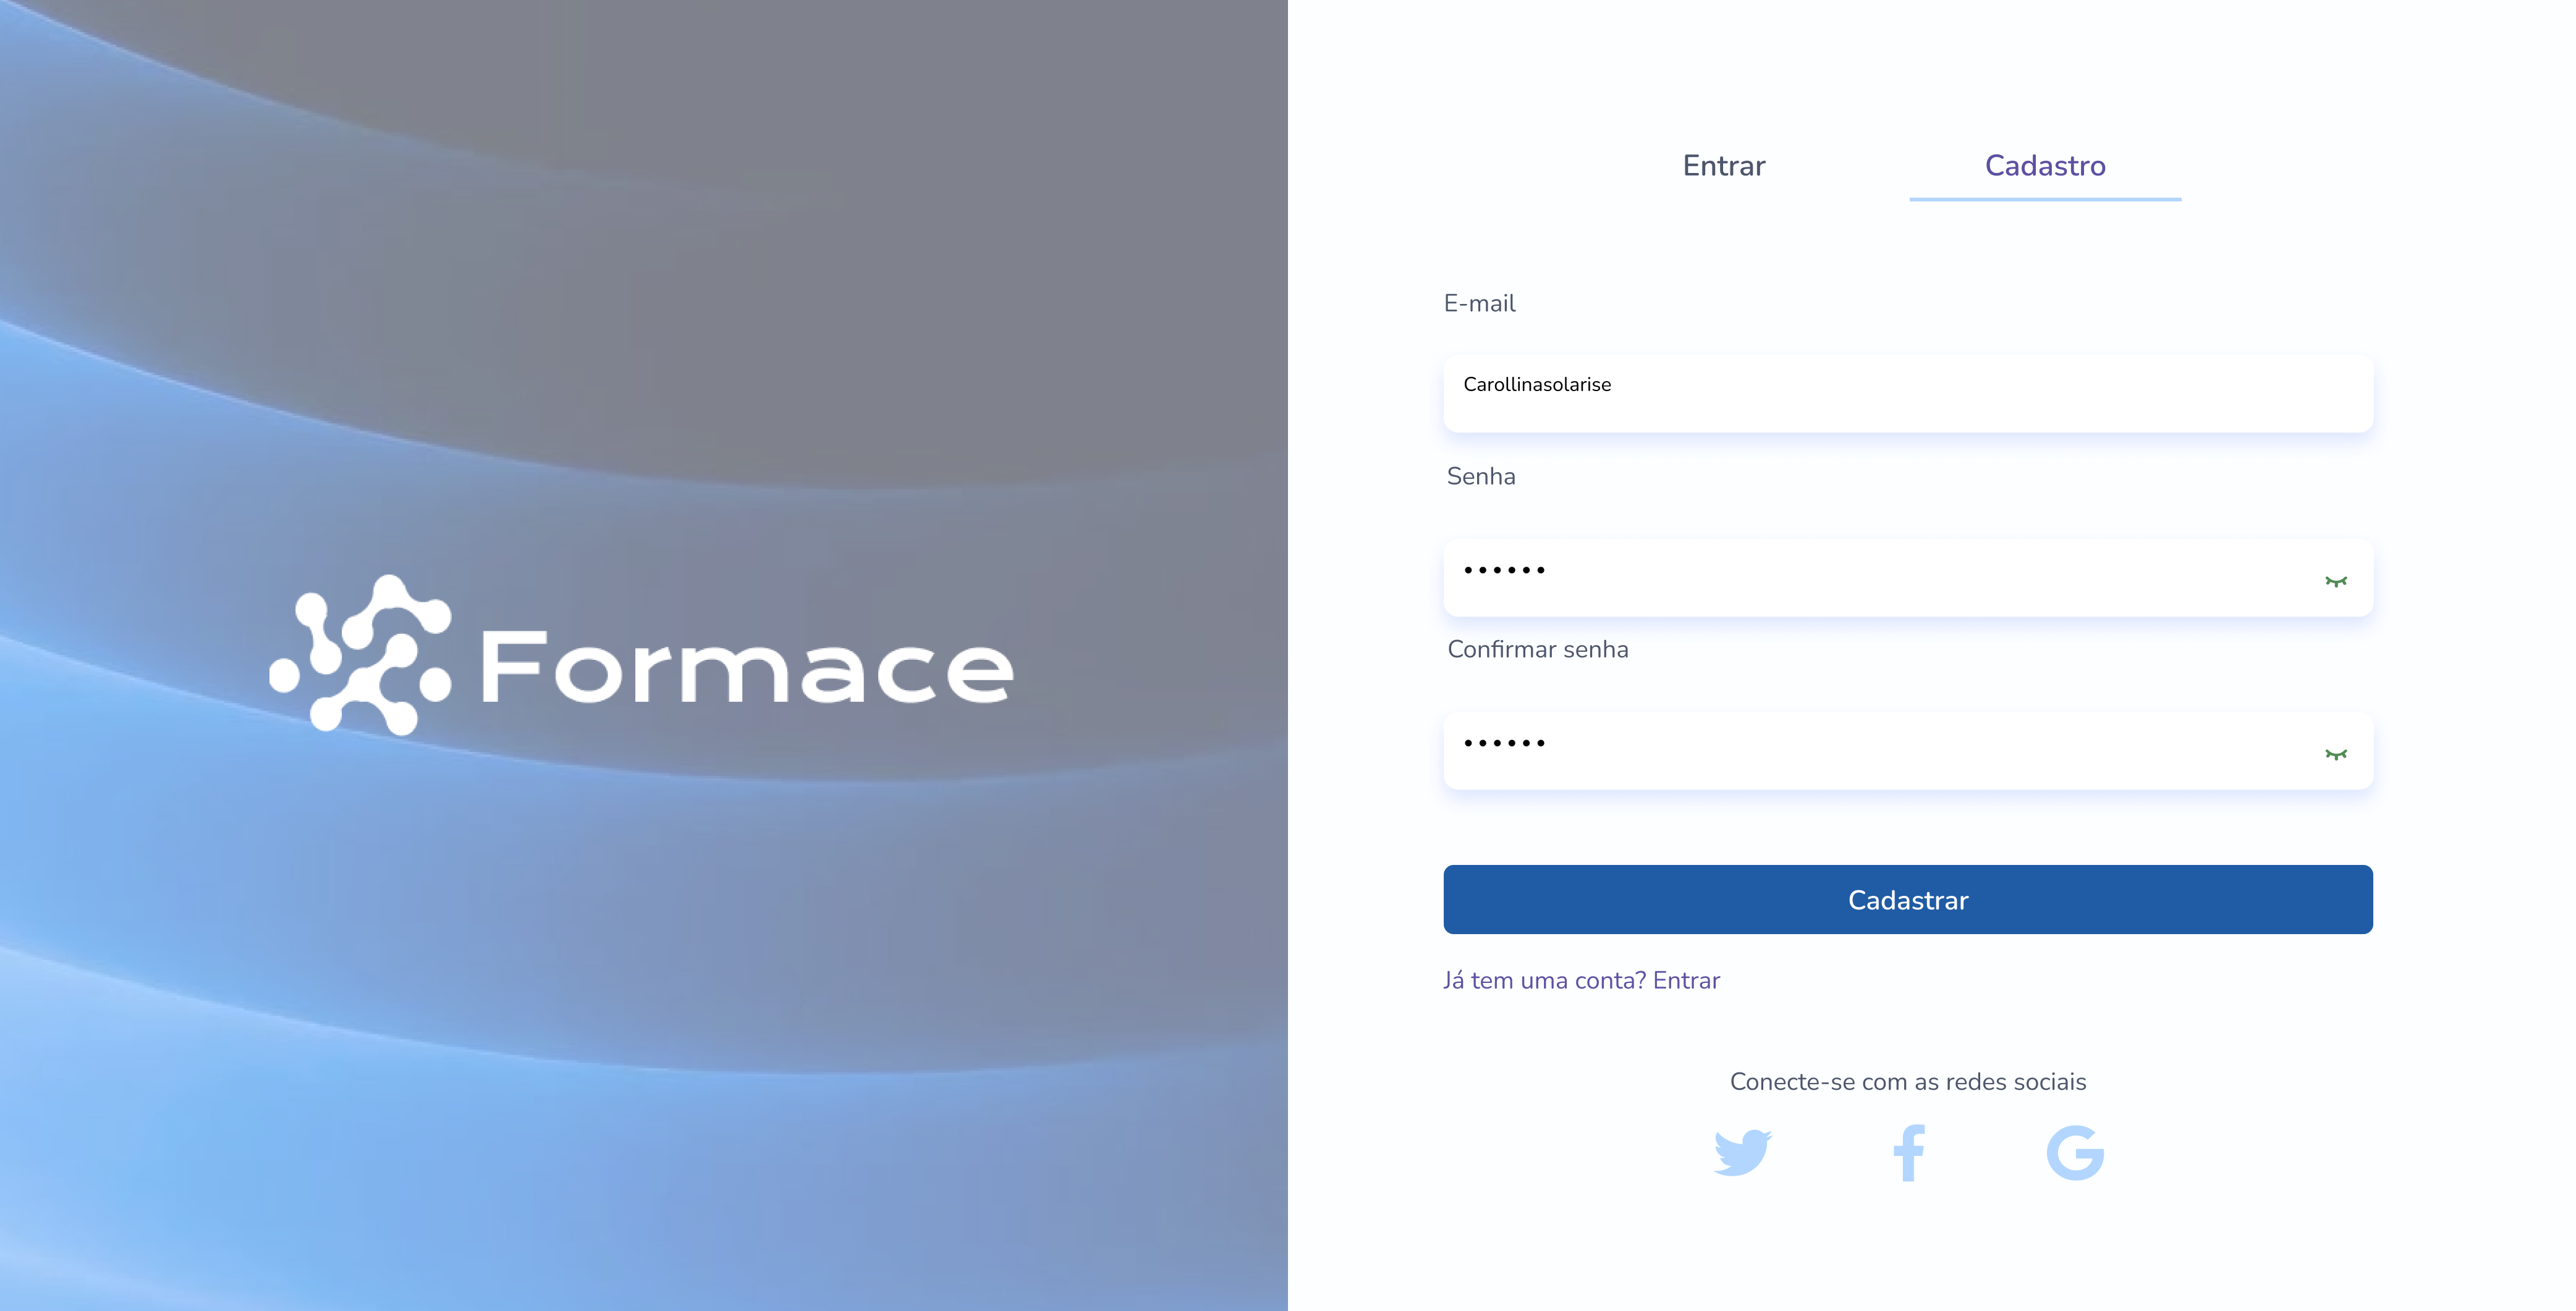 Formace
Entrar
Cadastro
E-mail
Carollinasolarise
Senha
••••••
Confirmar senha
••••••
Cadastrar
Já tem uma conta? Entrar
Conecte-se com as redes sociais